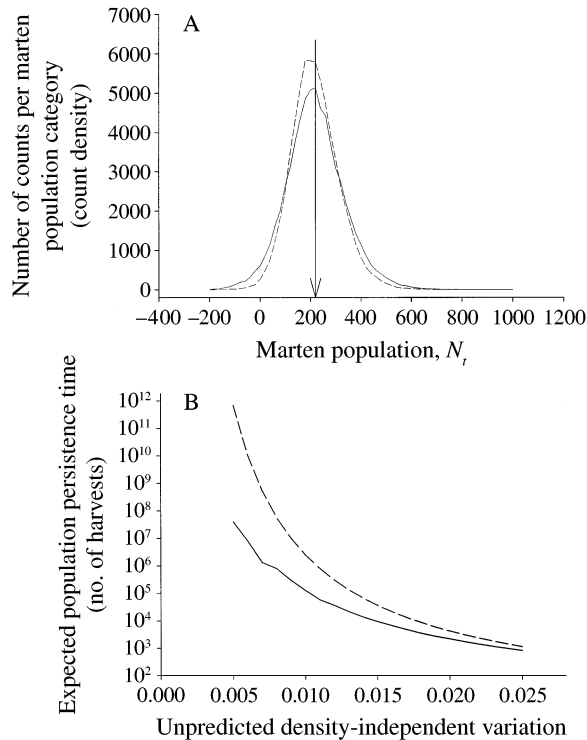 A
Number of counts per marten
population category
(count density)
7000
6000
5000
4000
3000
2000
1000
0
−400 −200 0 200 400 600 800 1000 1200
Marten population, Nt
B
Expected population persistence time
(no. of harvests)
10¹²
10¹¹
10¹⁰
10⁹
10⁸
10⁷
10⁶
10⁵
10⁴
10³
10²
0.000 0.005 0.010 0.015 0.020 0.025
Unpredicted density-independent variation